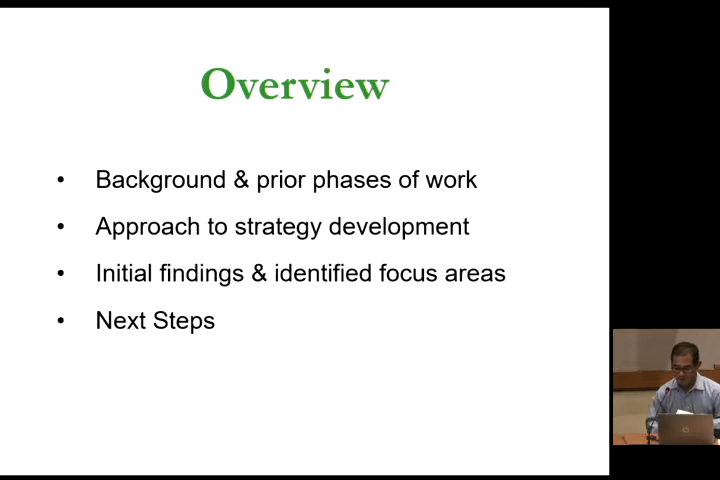 Overview
• Background & prior phases of work
• Approach to strategy development
• Initial findings & identified focus areas
• Next Steps